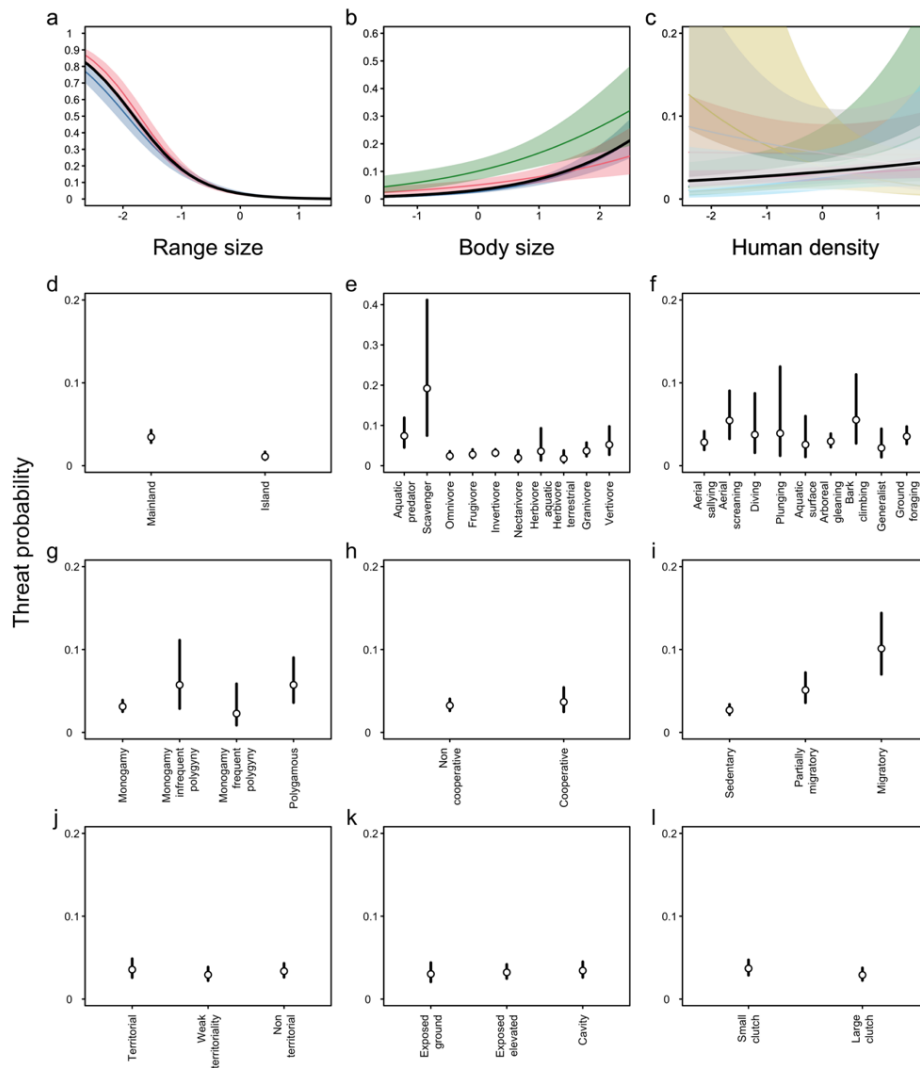 a
b
c
1
0.9
0.8
0.7
0.6
0.5
0.4
0.3
0.2
0.1
0
-2
-1
0
1
0.6
0.5
0.4
0.3
0.2
0.1
0
-1
0
1
2
0.2
0.1
0
-2
-1
0
1
Range size
Body size
Human density
Threat probability
d
0.2
0.1
0
Mainland
Island
e
0.4
0.3
0.2
0.1
0
Aquatic
predator
Scavenger
Omnivore
Frugivore
Invertivore
Nectarivore
Herbivore
aquatic
Herbivore
terrestrial
Granivore
Vertivore
f
0.2
0.1
0
Aerial
sallying
Aerial
screaning
Diving
Plunging
Aquatic
surface
Arboreal
gleaning
Bark
climbing
Generalist
Ground
foraging
g
0.2
0.1
0
Monogamy
Monogamy
infrequent
polygyny
Monogamy
frequent
polygyny
Polygamous
h
0.2
0.1
0
Non
cooperative
Cooperative
i
0.2
0.1
0
Sedentary
Partially
migratory
Migratory
j
0.2
0.1
0
Territorial
Weak
territoriality
Non
territorial
k
0.2
0.1
0
Exposed
ground
Exposed
elevated
Cavity
l
0.2
0.1
0
Small
clutch
Large
clutch